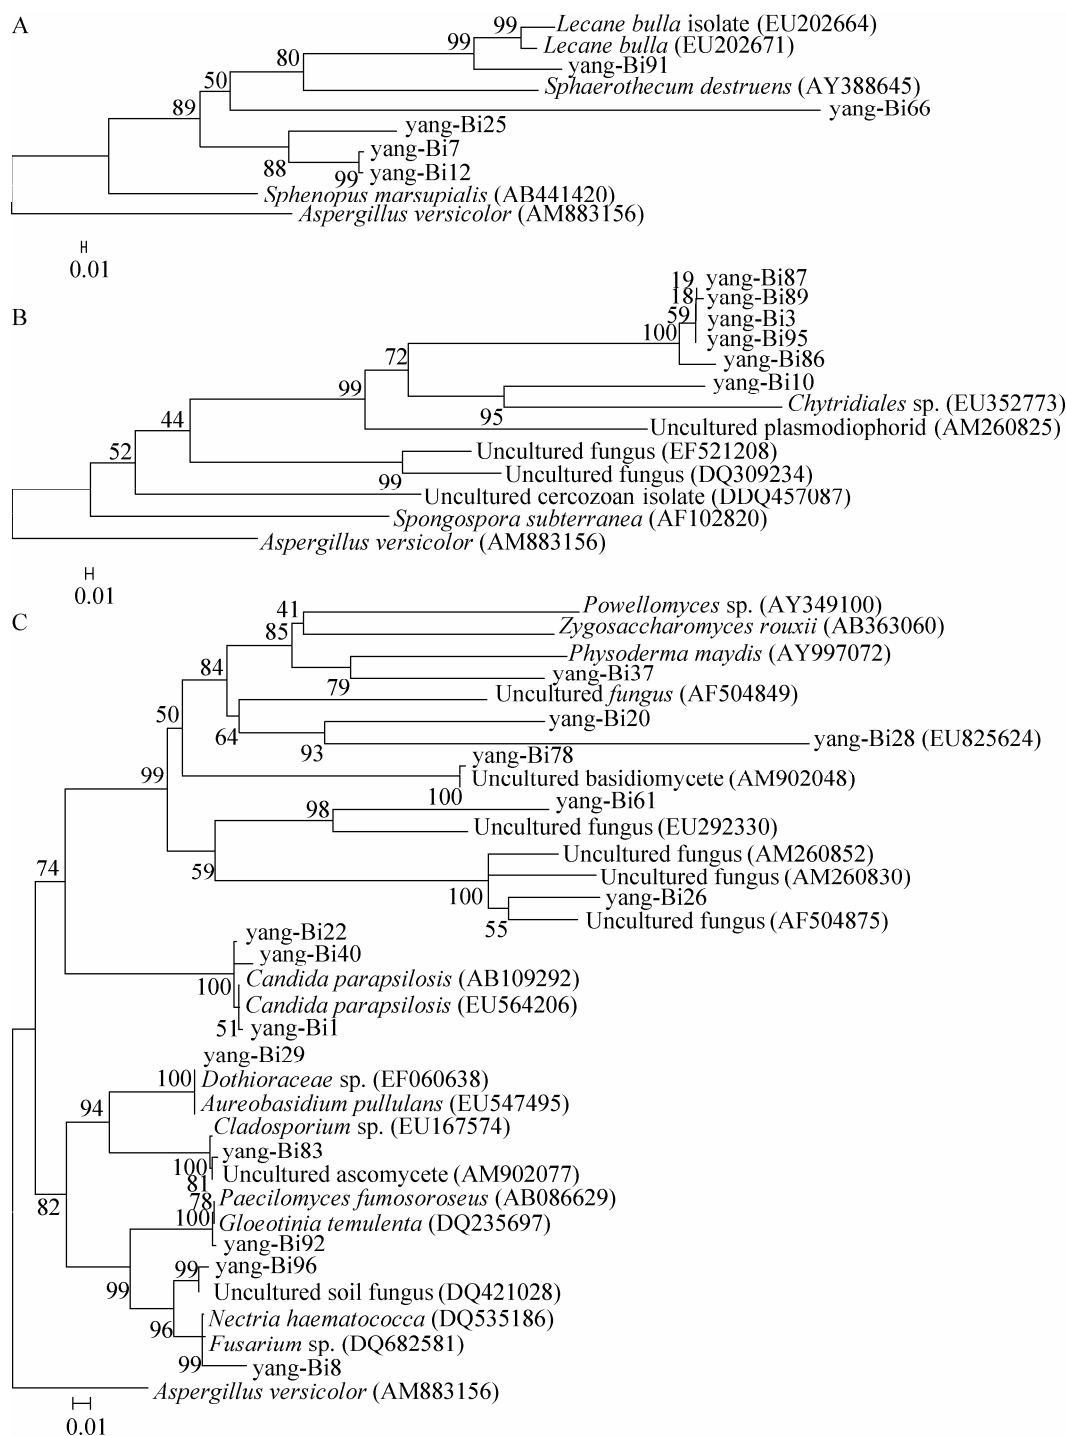 A
99 Lecane bulla isolate (EU202664)
99 Lecane bulla (EU202671)
yang-Bi91
80
Sphaerothecum destruens (AY388645)
50
yang-Bi66
89
yang-Bi25
yang-Bi7
88
99 yang-Bi12
Sphenopus marsupialis (AB441420)
Aspergillus versicolor (AM883156)
0.01
B
19 yang-Bi87
18 yang-Bi89
59 yang-Bi3
100 yang-Bi95
yang-Bi86
72
yang-Bi10
99
95 Chytridiales sp. (EU352773)
44
Uncultured plasmodiophorid (AM260825)
52
Uncultured fungus (EF521208)
99 Uncultured fungus (DQ309234)
Uncultured cercozoan isolate (DDQ457087)
Spongospora subterranea (AF102820)
Aspergillus versicolor (AM883156)
0.01
C
41 Powellomyces sp. (AY349100)
85 Zygosaccharomyces rouxii (AB363060)
Physoderma maydis (AY997072)
84
79 yang-Bi37
Uncultured fungus (AF504849)
50
64 yang-Bi20
93 yang-Bi28 (EU825624)
yang-Bi78
99
Uncultured basidiomycete (AM902048)
100
yang-Bi61
98
Uncultured fungus (EU292330)
Uncultured fungus (AM260852)
74
59
Uncultured fungus (AM260830)
100 yang-Bi26
55 Uncultured fungus (AF504875)
yang-Bi22
yang-Bi40
100 Candida parapsilosis (AB109292)
Candida parapsilosis (EU564206)
51 yang-Bi1
yang-Bi29
100 Dothioraceae sp. (EF060638)
94 Aureobasidium pullulans (EU547495)
Cladosporium sp. (EU167574)
yang-Bi83
100 Uncultured ascomycete (AM902077)
81
82
78 Paecilomyces fumosoroseus (AB086629)
100 Gloeotinia temulenta (DQ235697)
yang-Bi92
99 yang-Bi96
99
Uncultured soil fungus (DQ421028)
Nectria haematococca (DQ535186)
96
Fusarium sp. (DQ682581)
99 yang-Bi8
Aspergillus versicolor (AM883156)
0.01